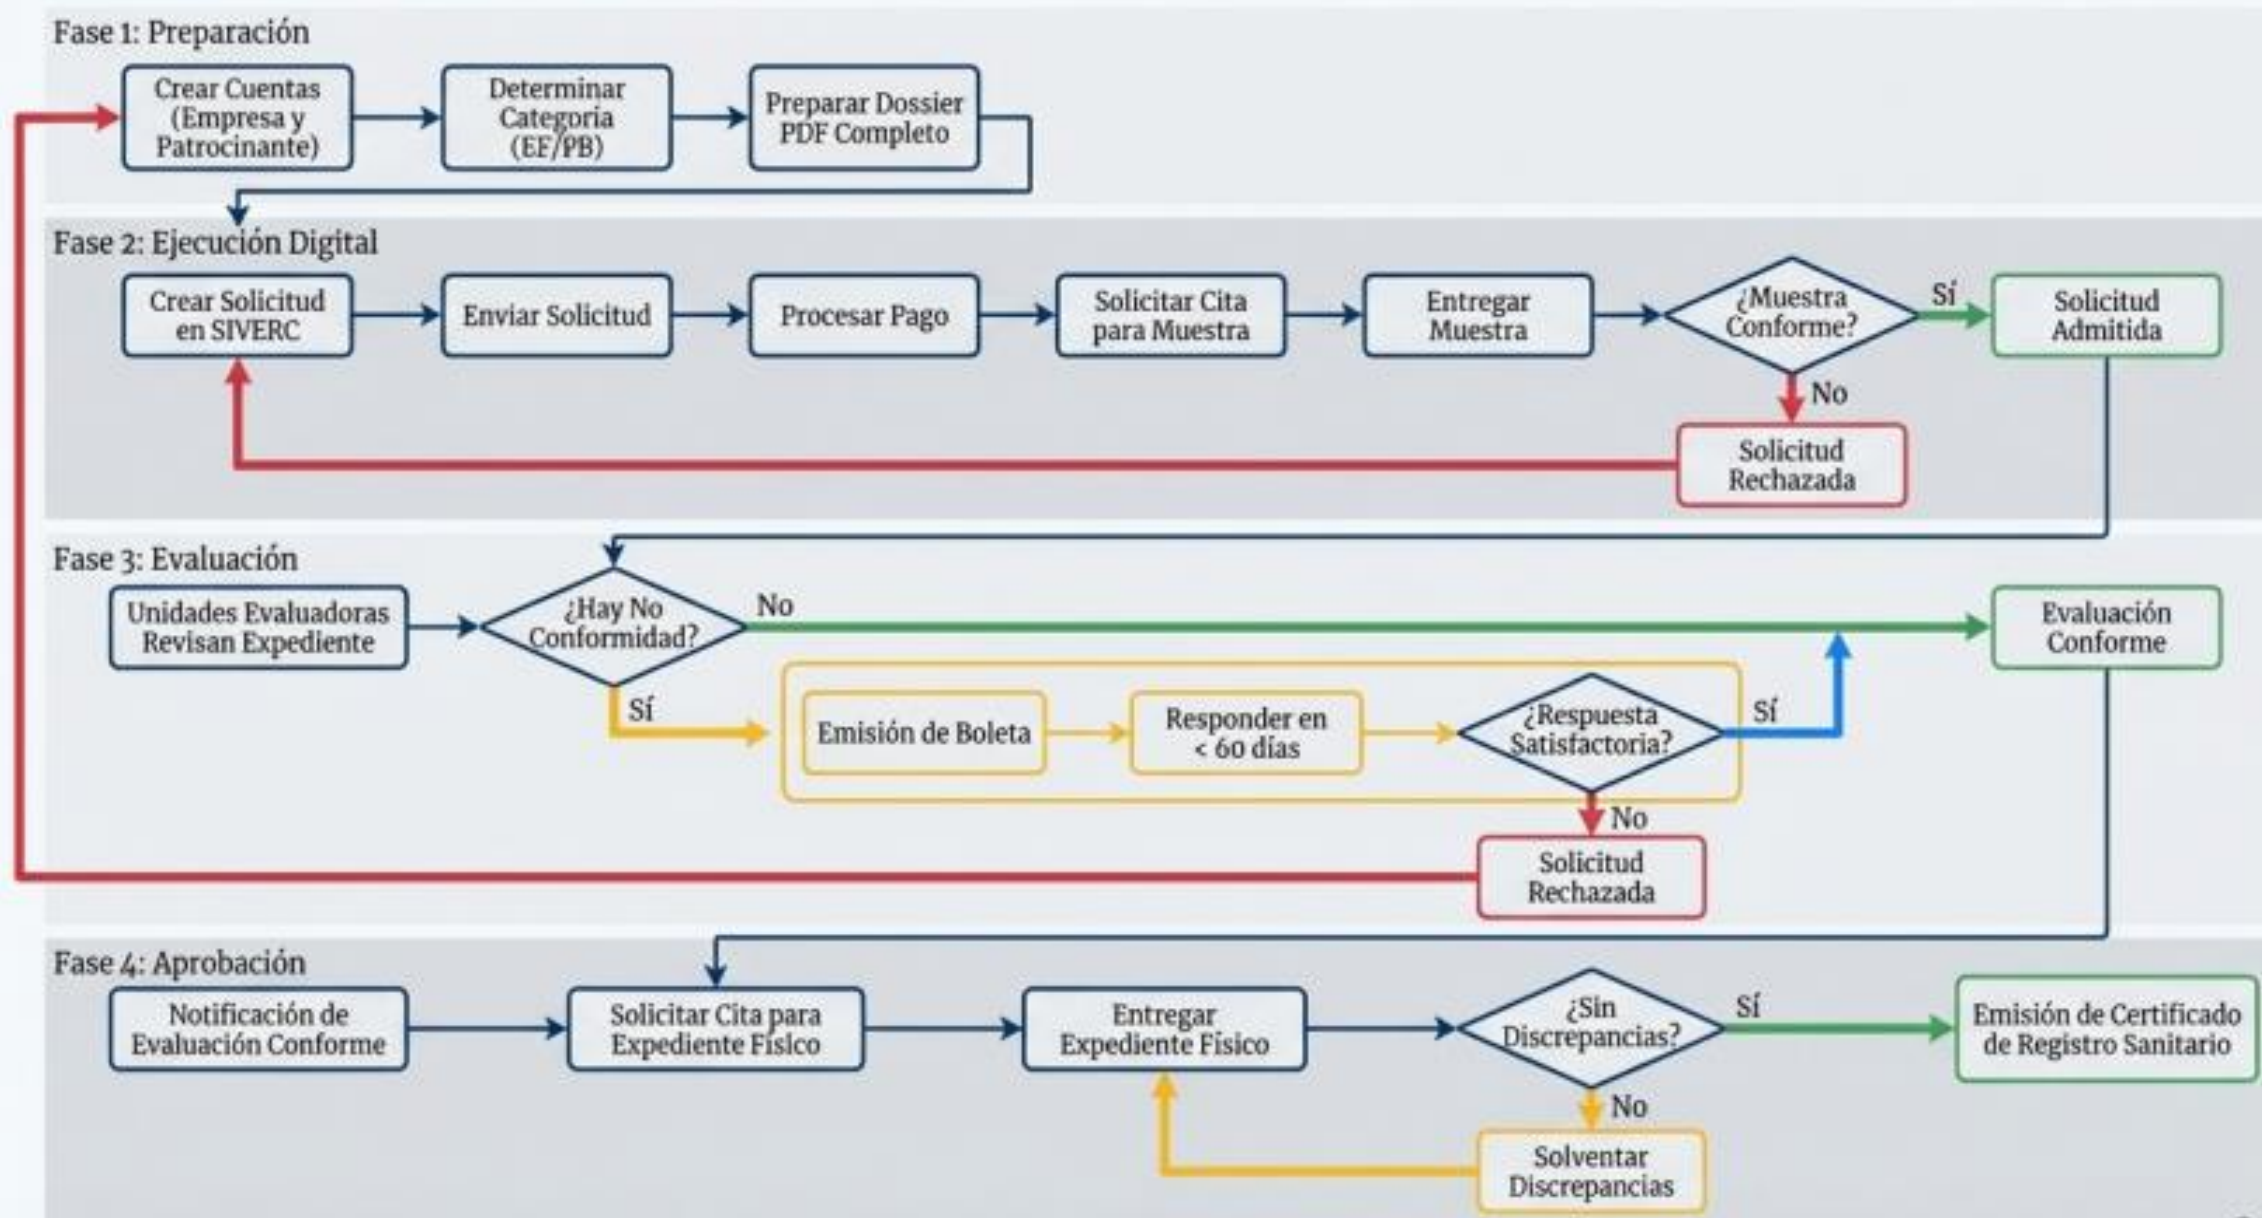 Fase 1: Preparación
Crear Cuentas
(Empresa y
Patrocinante)
Determinar
Categoría
(EF/PB)
Preparar Dossier
PDF Completo
Fase 2: Ejecución Digital
Crear Solicitud
en SIVERC
Enviar Solicitud
Procesar Pago
Solicitar Cita
para Muestra
Entregar
Muestra
¿Muestra
Conforme?
Sí
Solicitud
Admitida
No
Solicitud
Rechazada
Fase 3: Evaluación
Unidades Evaluadoras
Revisan Expediente
¿Hay No
Conformidad?
No
Evaluación
Conforme
Sí
Emisión de Boleta
Responder en
< 60 días
¿Respuesta
Satisfactoria?
Sí
No
Solicitud
Rechazada
Fase 4: Aprobación
Notificación de
Evaluación Conforme
Solicitar Cita para
Expediente Físico
Entregar
Expediente Físico
¿Sin
Discrepancias?
Sí
Emisión de Certificado
de Registro Sanitario
No
Solventar
Discrepancias